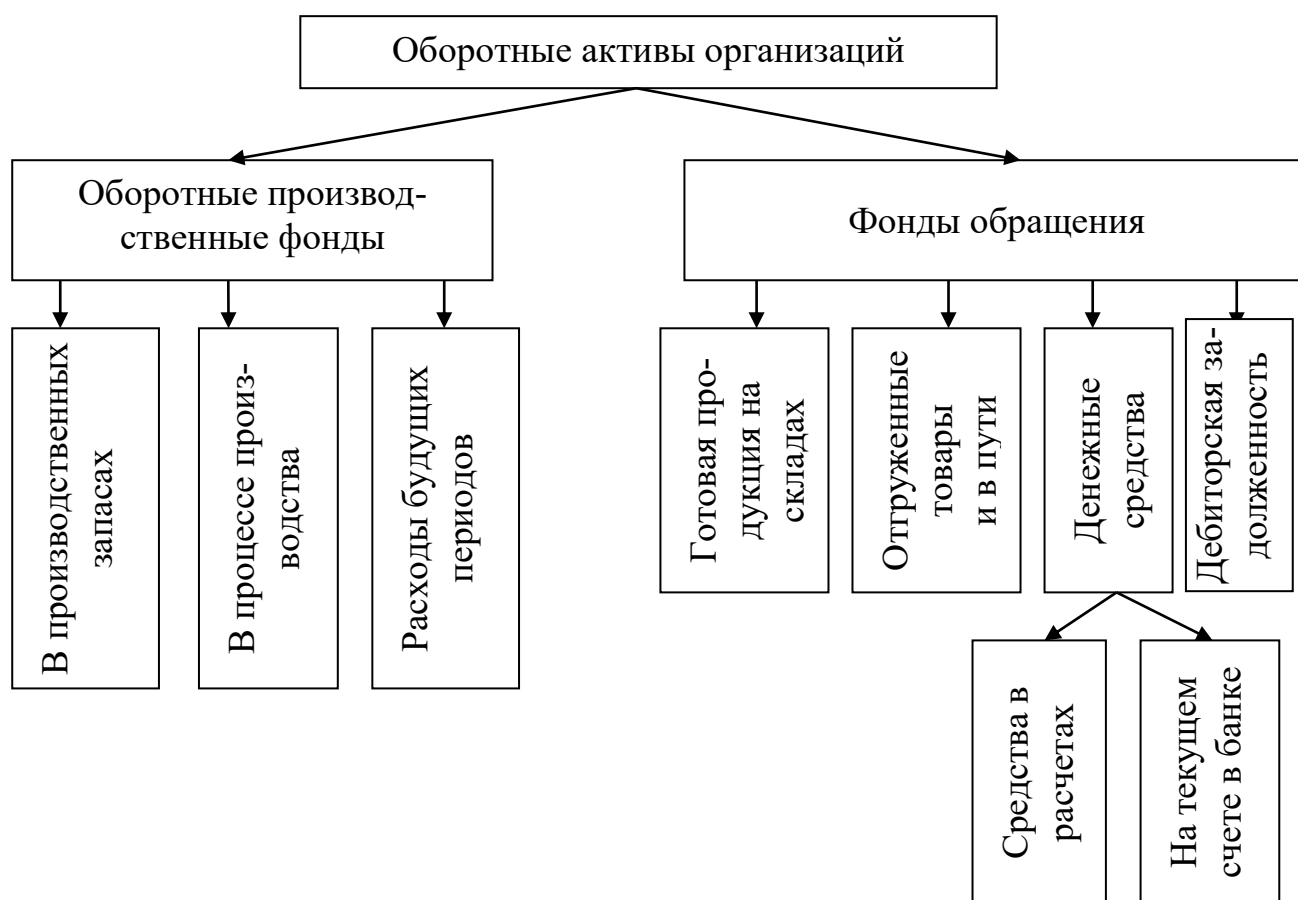 Оборотные активы организаций
Оборотные производ-
ственные фонды
Фонды обращения
В производственных
запасах
В процессе произ-
водства
Расходы будущих
периодов
Готовая про-
дукция на
складах
Отгруженные
товары
и в пути
Денежные
средства
Дебиторская за-
долженность
Средства в
расчетах
На текущем
счете в банке